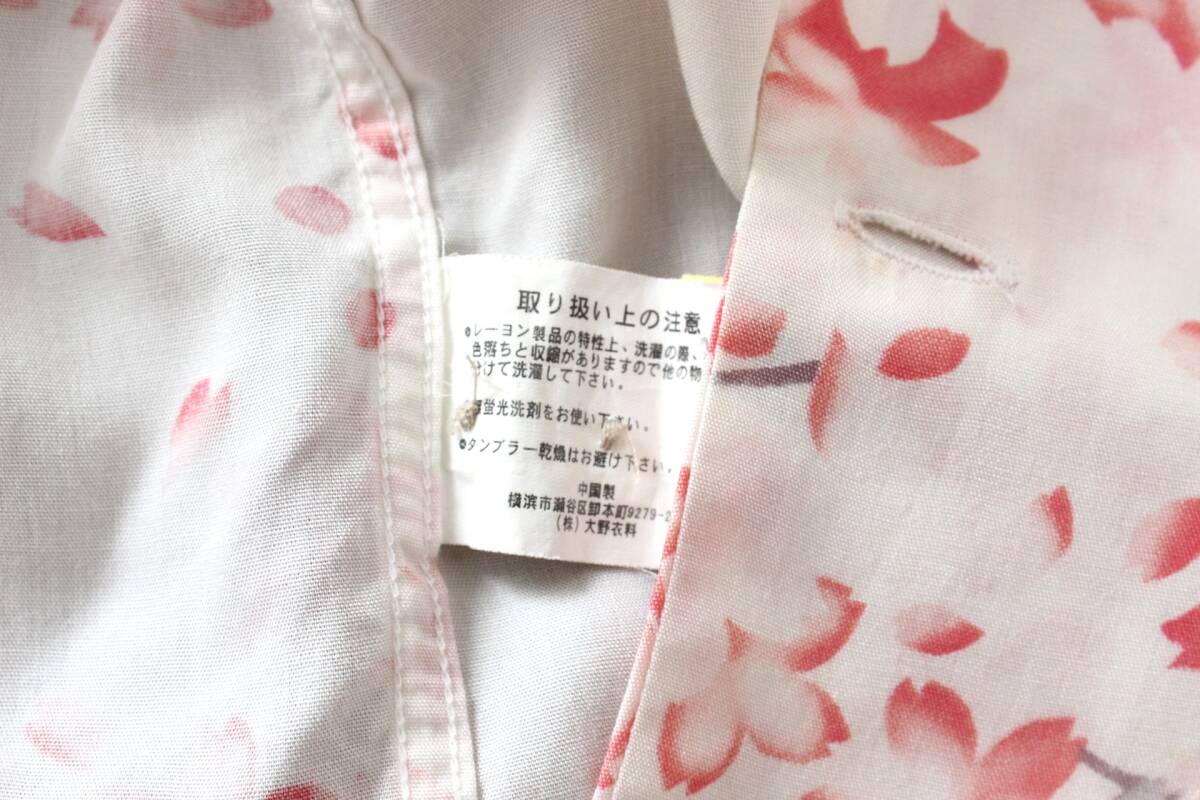 取り扱い上の注意
●レーヨン製品の特性上、洗濯の際、
色落ちと収縮がありますので他の物
分けて洗濯して下さい。
蛍光洗剤をお使い下さい。
●タンブラー乾燥はお避け下さい。
中国製
横浜市瀬谷区卸本町9279-2
(株)大野衣料